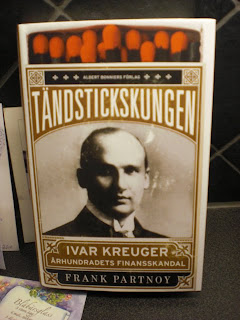 ALBERT BONNIERS FÖRLAG
TÄNDSTICKSKUNGEN
IVAR KREUGER
ÅRHUNDRADETS FINANSSKANDAL
FRANK PARTNOY